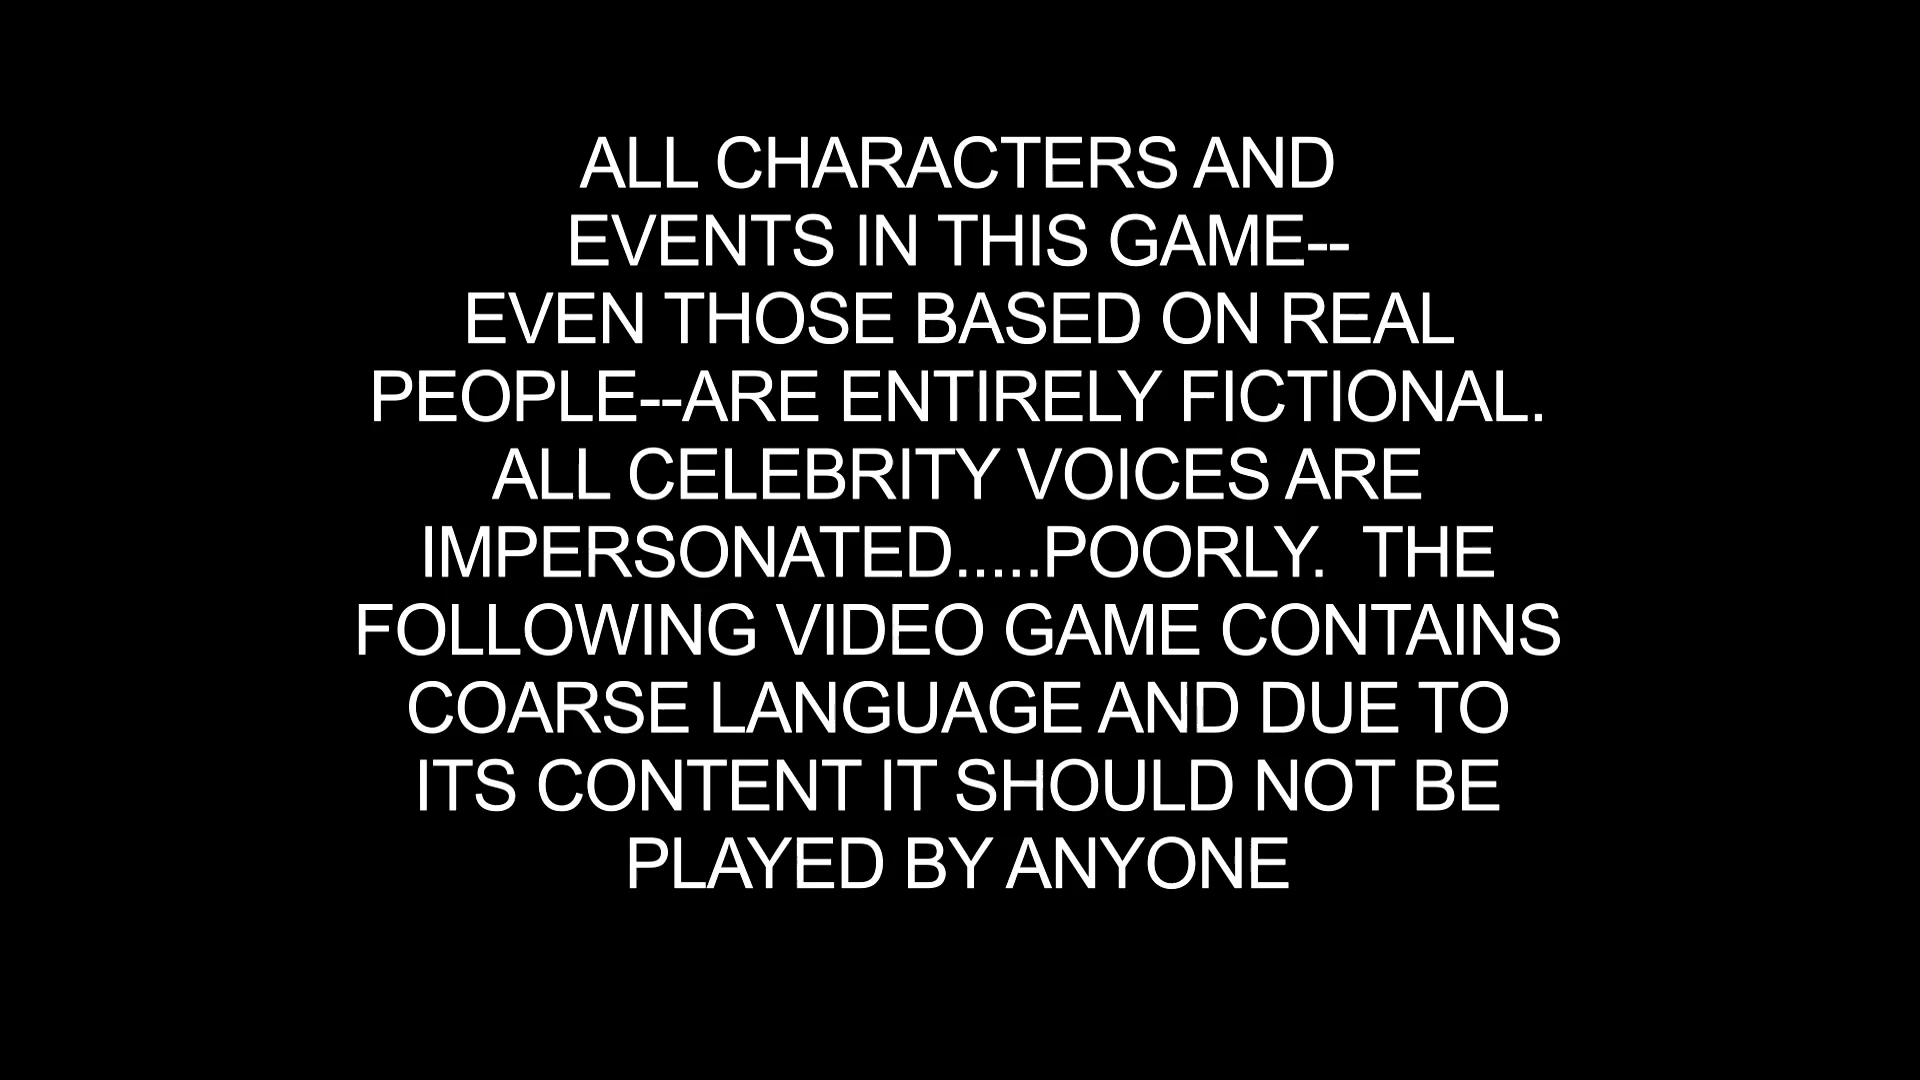 ALL CHARACTERS AND
EVENTS IN THIS GAME--
EVEN THOSE BASED ON REAL
PEOPLE--ARE ENTIRELY FICTIONAL.
ALL CELEBRITY VOICES ARE
IMPERSONATED.....POORLY.  THE
FOLLOWING VIDEO GAME CONTAINS
COARSE LANGUAGE AND DUE TO
ITS CONTENT IT SHOULD NOT BE
PLAYED BY ANYONE